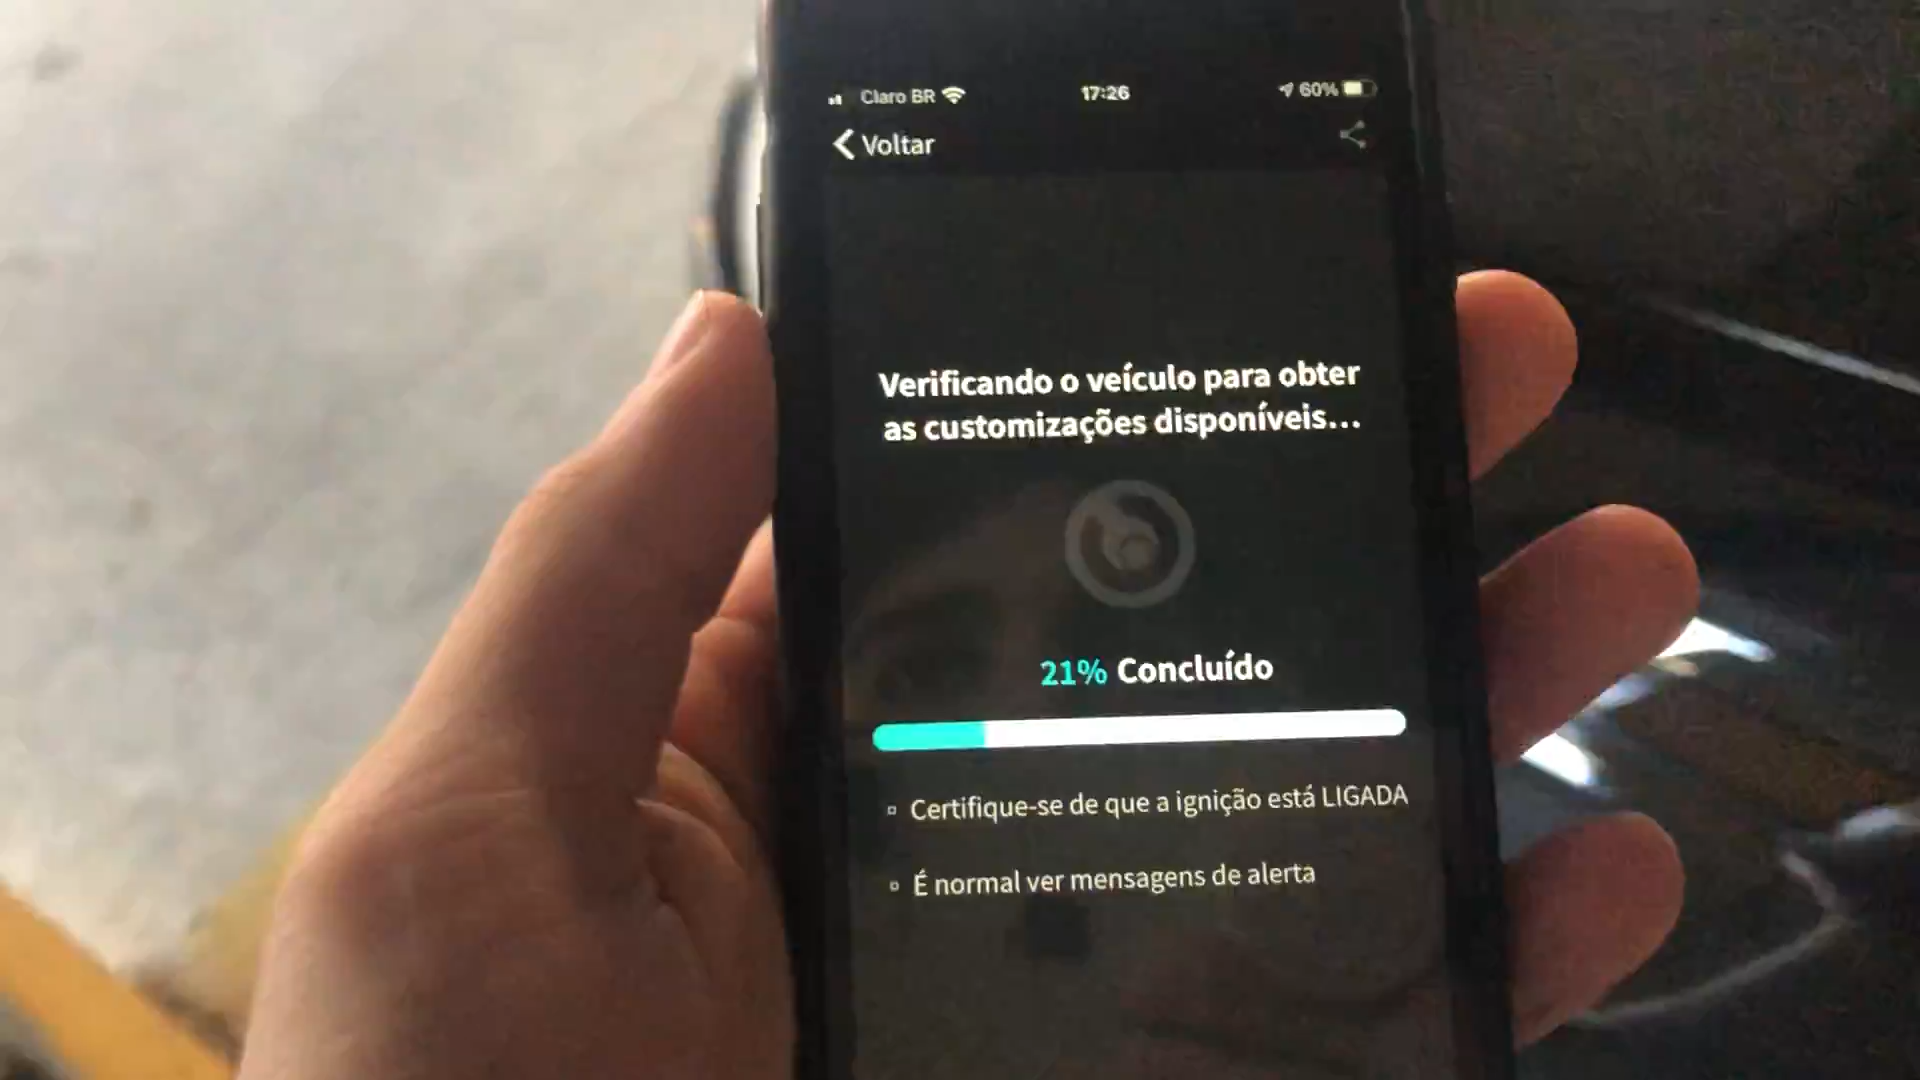 Claro BR 17:26 60%
Voltar
Verificando o veículo para obter
as customizações disponíveis...
21% Concluído
Certifique-se de que a ignição está LIGADA
É normal ver mensagens de alerta